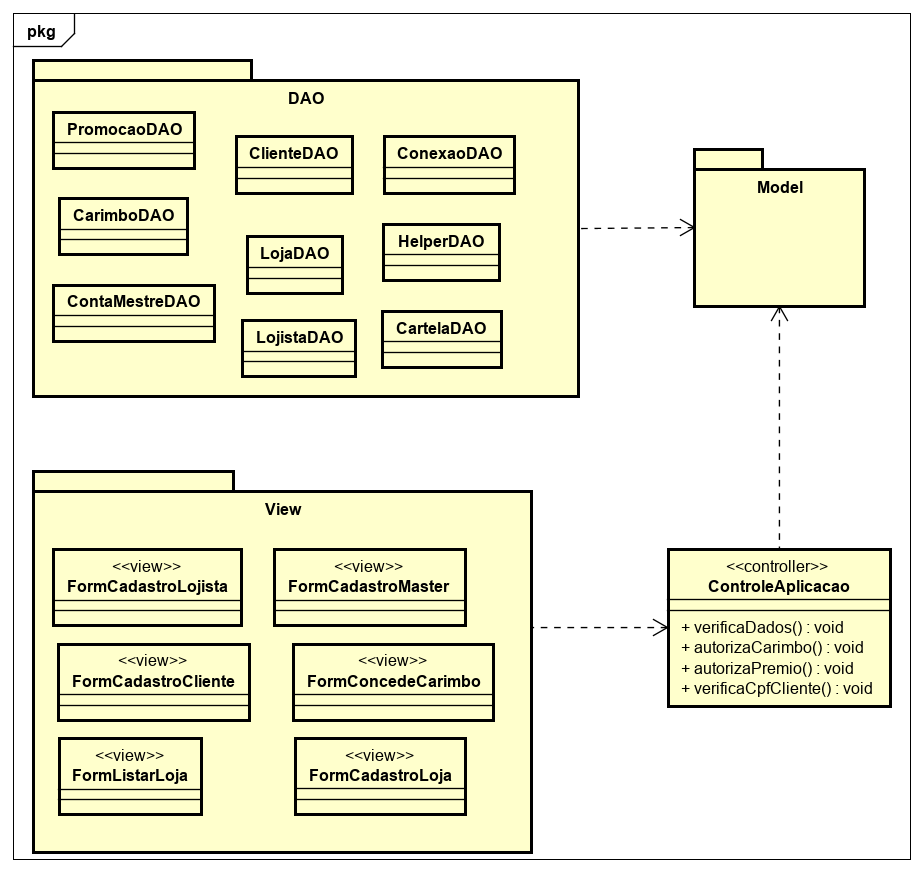 pkg
DAO
PromocaoDAO
ClienteDAO
ConexaoDAO
CarimboDAO
LojaDAO
HelperDAO
ContaMestreDAO
LojistaDAO
CartelaDAO
Model
View
<<view>>
FormCadastroLojista
<<view>>
FormCadastroMaster
<<view>>
FormCadastroCliente
<<view>>
FormConcedeCarimbo
<<view>>
FormListarLoja
<<view>>
FormCadastroLoja
<<controller>>
ControleAplicacao
+ verificaDados() : void
+ autorizaCarimbo() : void
+ autorizaPremio() : void
+ verificaCpfCliente() : void